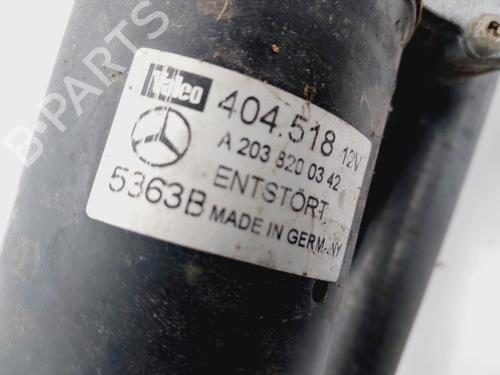 Valeo
404.518 12V
A 203 820 03 42
ENTSTÖRT
5363B MADE IN GERMANY
B-PARTS